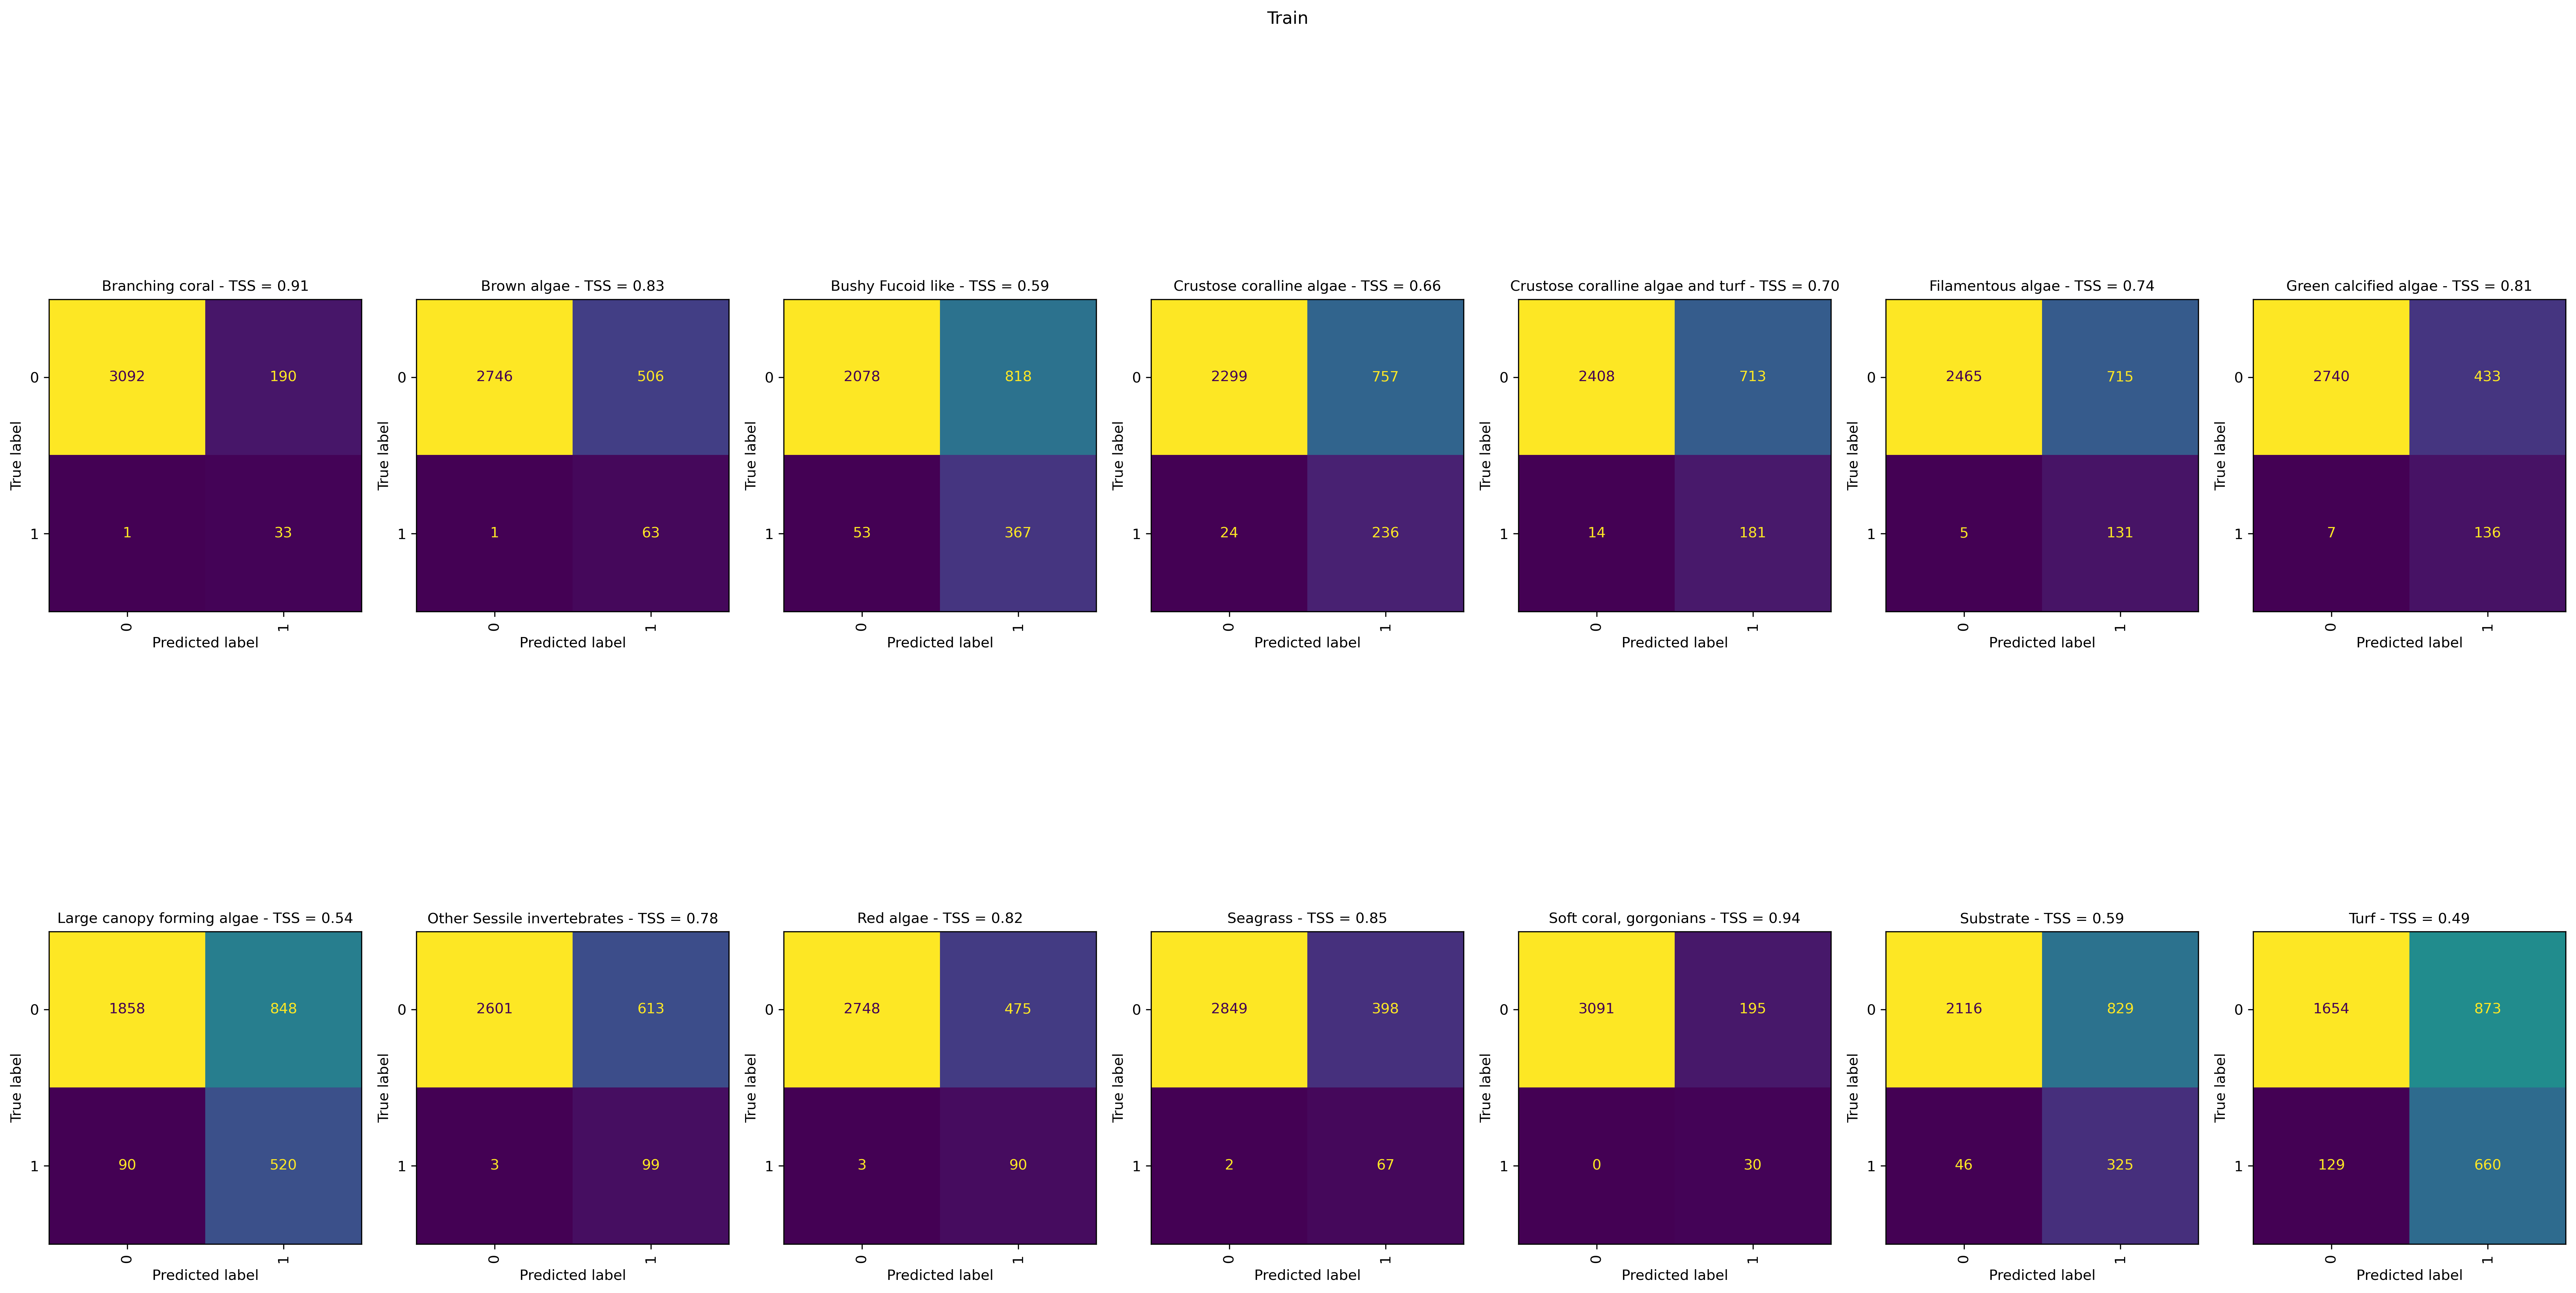 Train
Branching coral - TSS = 0.91
Brown algae - TSS = 0.83
Bushy Fucoid like - TSS = 0.59
Crustose coralline algae - TSS = 0.66
Crustose coralline algae and turf - TSS = 0.70
Filamentous algae - TSS = 0.74
Green calcified algae - TSS = 0.81
True label
0
3092
190
1
1
33
0
1
Predicted label
True label
0
2746
506
1
1
63
0
1
Predicted label
True label
0
2078
818
1
53
367
0
1
Predicted label
True label
0
2299
757
1
24
236
0
1
Predicted label
True label
0
2408
713
1
14
181
0
1
Predicted label
True label
0
2465
715
1
5
131
0
1
Predicted label
True label
0
2740
433
1
7
136
0
1
Predicted label
Large canopy forming algae - TSS = 0.54
Other Sessile invertebrates - TSS = 0.78
Red algae - TSS = 0.82
Seagrass - TSS = 0.85
Soft coral, gorgonians - TSS = 0.94
Substrate - TSS = 0.59
Turf - TSS = 0.49
True label
0
1858
848
1
90
520
0
1
Predicted label
True label
0
2601
613
1
3
99
0
1
Predicted label
True label
0
2748
475
1
3
90
0
1
Predicted label
True label
0
2849
398
1
2
67
0
1
Predicted label
True label
0
3091
195
1
0
30
0
1
Predicted label
True label
0
2116
829
1
46
325
0
1
Predicted label
True label
0
1654
873
1
129
660
0
1
Predicted label